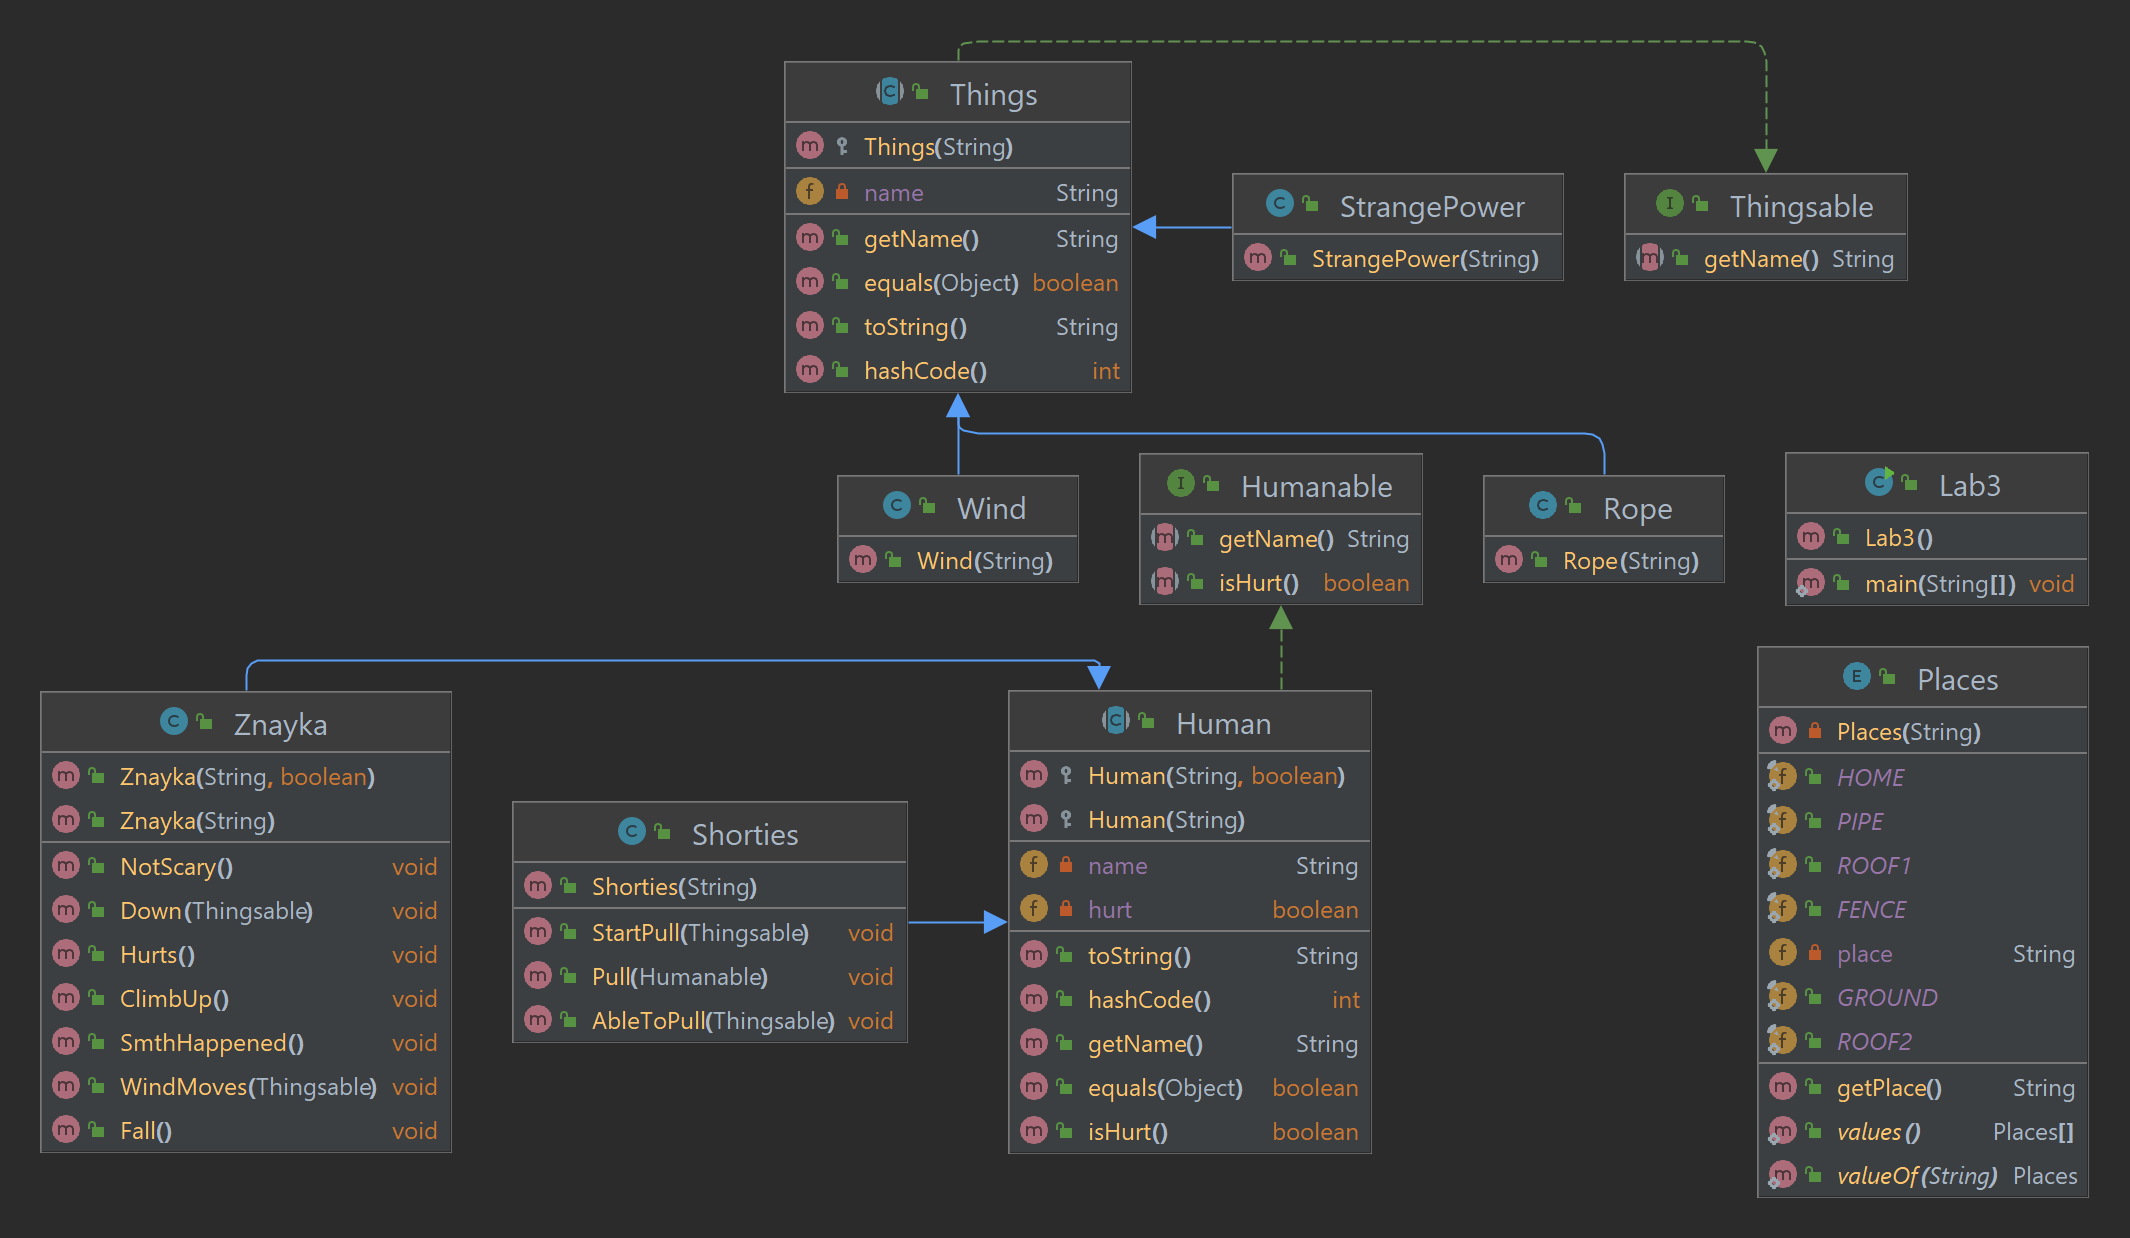 Things
Things(String)
name String
getName() String
equals(Object) boolean
toString() String
hashCode() int
StrangePower
StrangePower(String)
Thingsable
getName() String
Wind
Wind(String)
Humanable
getName() String
isHurt() boolean
Rope
Rope(String)
Lab3
Lab3()
main(String[]) void
Znayka
Znayka(String, boolean)
Znayka(String)
NotScary() void
Down(Thingsable) void
Hurts() void
ClimbUp() void
SmthHappened() void
WindMoves(Thingsable) void
Fall() void
Shorties
Shorties(String)
StartPull(Thingsable) void
Pull(Humanable) void
AbleToPull(Thingsable) void
Human
Human(String, boolean)
Human(String)
name String
hurt boolean
toString() String
hashCode() int
getName() String
equals(Object) boolean
isHurt() boolean
Places
Places(String)
HOME
PIPE
ROOF1
FENCE
place String
GROUND
ROOF2
getPlace() String
values() Places[]
valueOf(String) Places